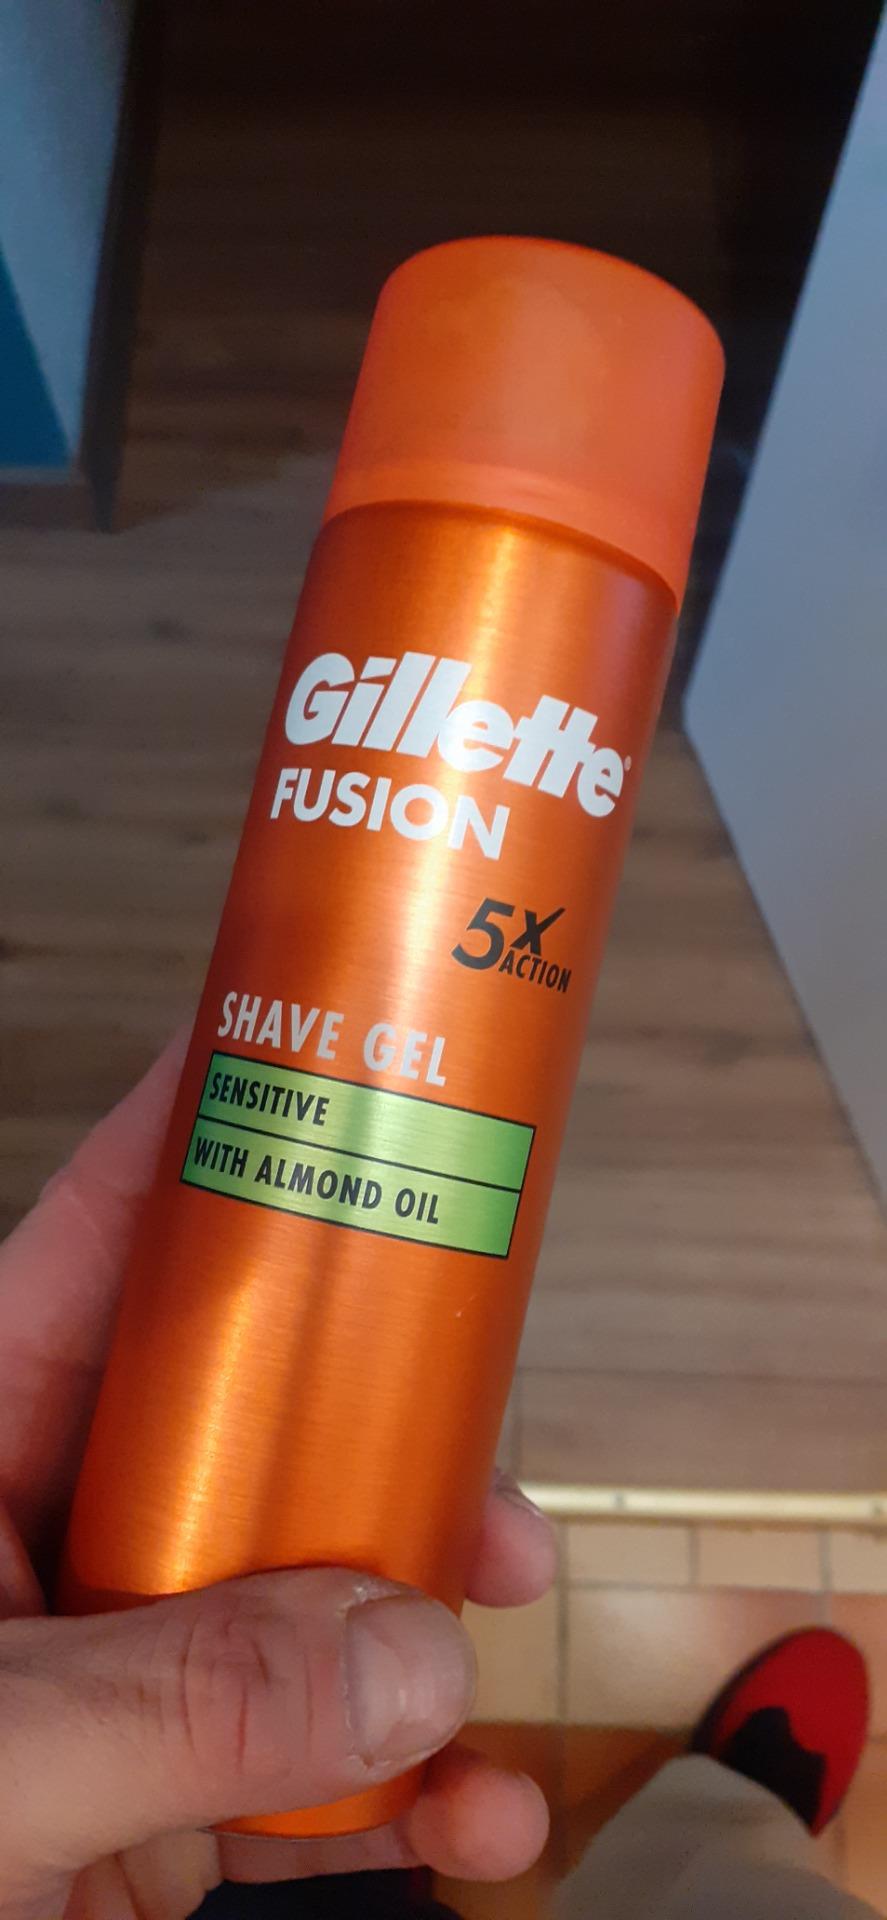 Gillette®
FUSION
5X
ACTION
SHAVE GEL
SENSITIVE
WITH ALMOND OIL